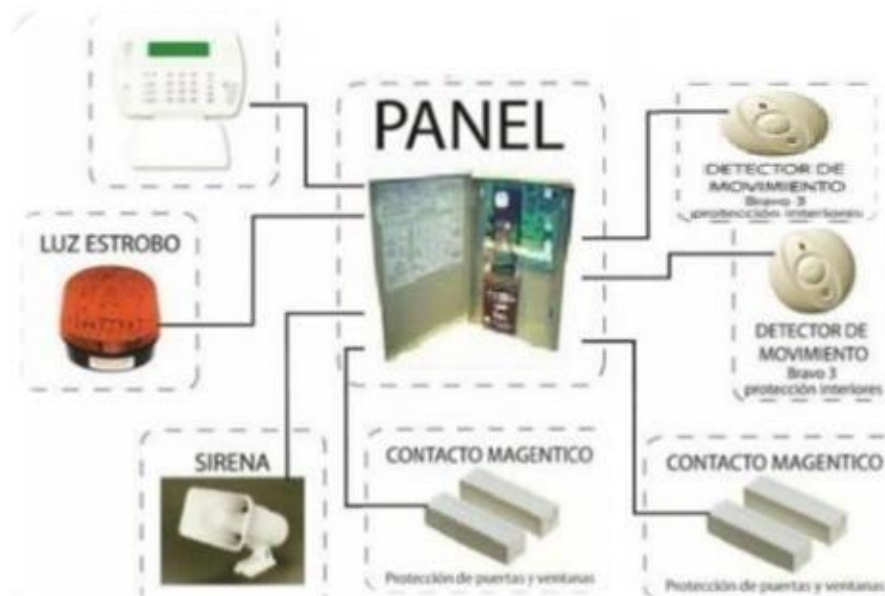 PANEL
DETECTOR DE
MOVIMIENTO
Bravo 3
protección interiores
LUZ ESTROBO
DETECTOR DE
MOVIMIENTO
Bravo 3
protección interiores
SIRENA
CONTACTO MAGENTICO
CONTACTO MAGENTICO
Protección de puertas y ventanas
Protección de puertas y ventanas